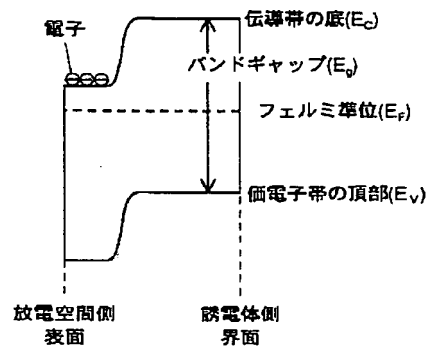 電子
伝導帯の底(EC)
バンドギャップ(Eg)
フェルミ準位(EF)
価電子帯の頂部(EV)
放電空間側
表面
誘電体側
界面